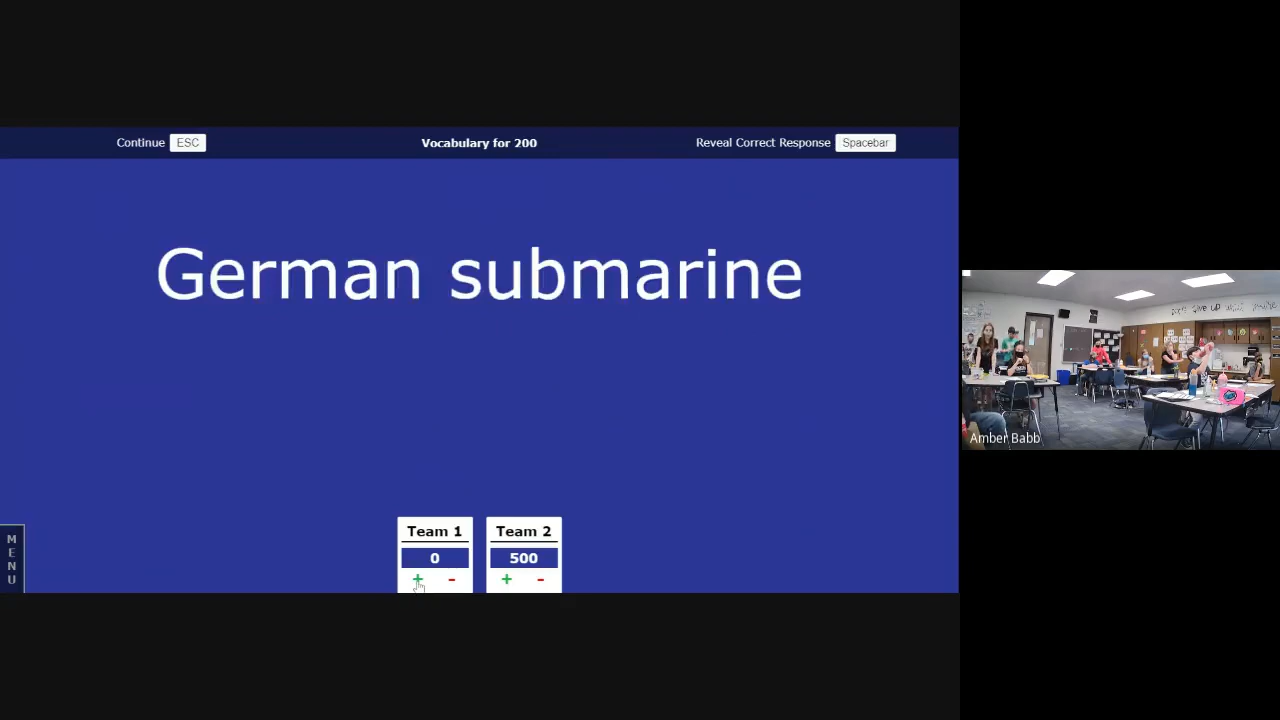 Continue ESC
Vocabulary for 200
Reveal Correct Response Spacebar
German submarine
MENU
Team 1
0
+ -
Team 2
500
+ -
Amber Babb